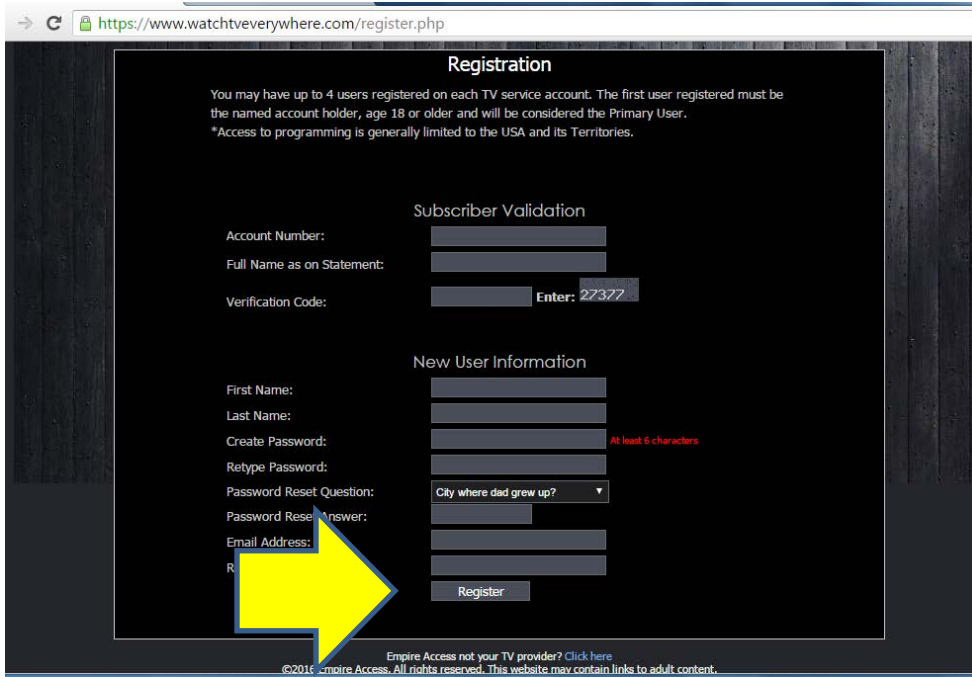 https://www.watchtveverywhere.com/register.php
Registration
You may have up to 4 users registered on each TV service account. The first user registered must be
the named account holder, age 18 or older and will be considered the Primary User.
*Access to programming is generally limited to the USA and its Territories.
Subscriber Validation
Account Number:
Full Name as on Statement:
Verification Code: Enter: 27377
New User Information
First Name:
Last Name:
Create Password: At least 6 characters
Retype Password:
Password Reset Question: City where dad grew up?
Password Reset Answer:
Email Address:
Register
Empire Access not your TV provider? Click here
©2016 Empire Access. All rights reserved. This website may contain links to adult content.